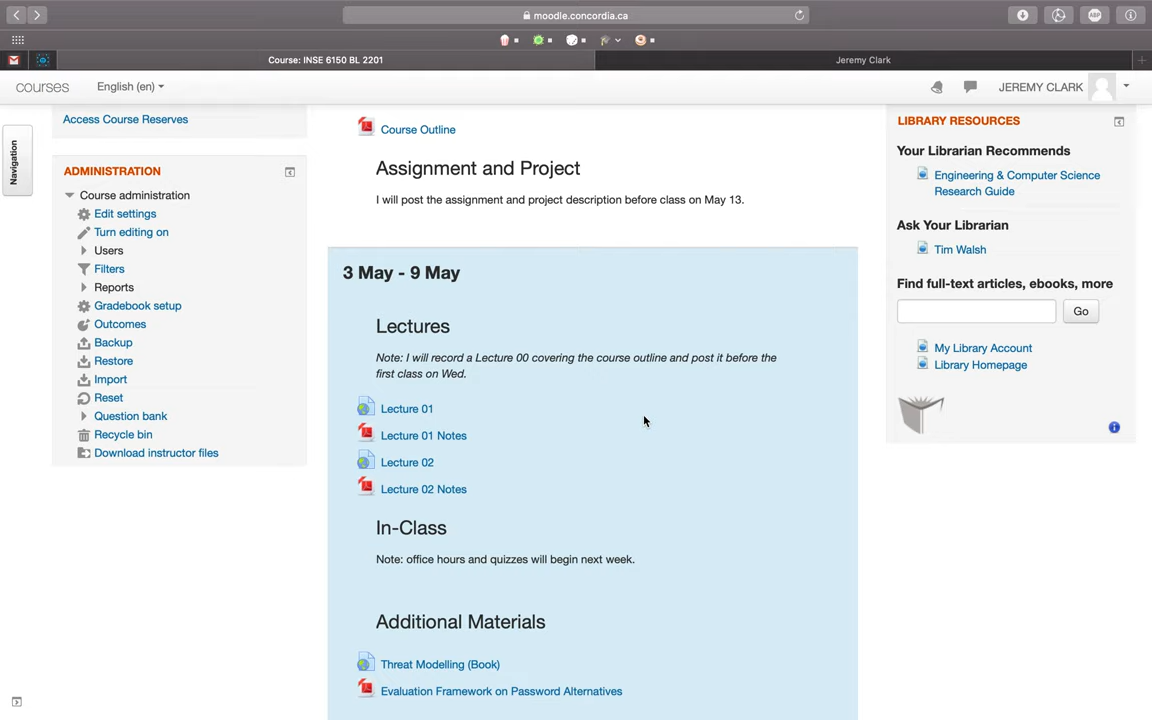 moodle.concordia.ca
ABP
Course: INSE 6150 BL 2201
Jeremy Clark
courses
English (en)
JEREMY CLARK
Navigation
Access Course Reserves
ADMINISTRATION
Course administration
Edit settings
Turn editing on
Users
Filters
Reports
Gradebook setup
Outcomes
Backup
Restore
Import
Reset
Question bank
Recycle bin
Download instructor files
Course Outline
Assignment and Project
I will post the assignment and project description before class on May 13.
3 May - 9 May
Lectures
Note: I will record a Lecture 00 covering the course outline and post it before the
first class on Wed.
Lecture 01
Lecture 01 Notes
Lecture 02
Lecture 02 Notes
In-Class
Note: office hours and quizzes will begin next week.
Additional Materials
Threat Modelling (Book)
Evaluation Framework on Password Alternatives
LIBRARY RESOURCES
Your Librarian Recommends
Engineering & Computer Science
Research Guide
Ask Your Librarian
Tim Walsh
Find full-text articles, ebooks, more
Go
My Library Account
Library Homepage